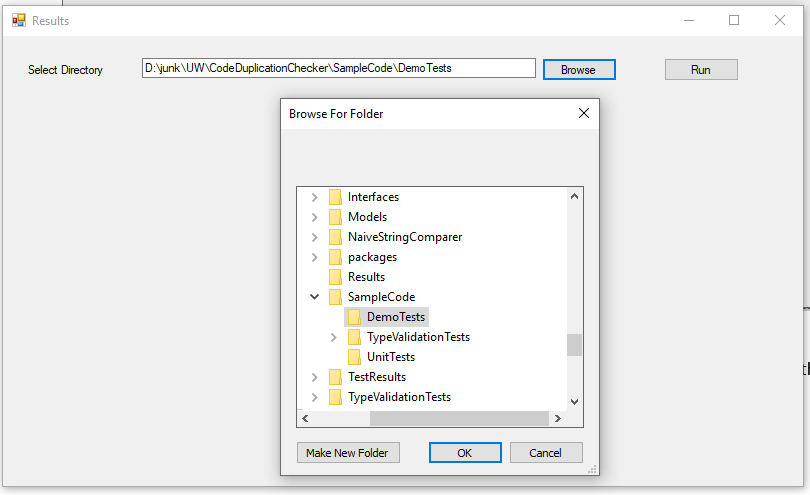 Results
Select Directory
D:\junk\UW\CodeDuplicationChecker\SampleCode\DemoTests
Browse
Run
Browse For Folder
Interfaces
Models
NaiveStringComparer
packages
Results
SampleCode
DemoTests
TypeValidationTests
UnitTests
TestResults
TypeValidationTests
Make New Folder
OK
Cancel